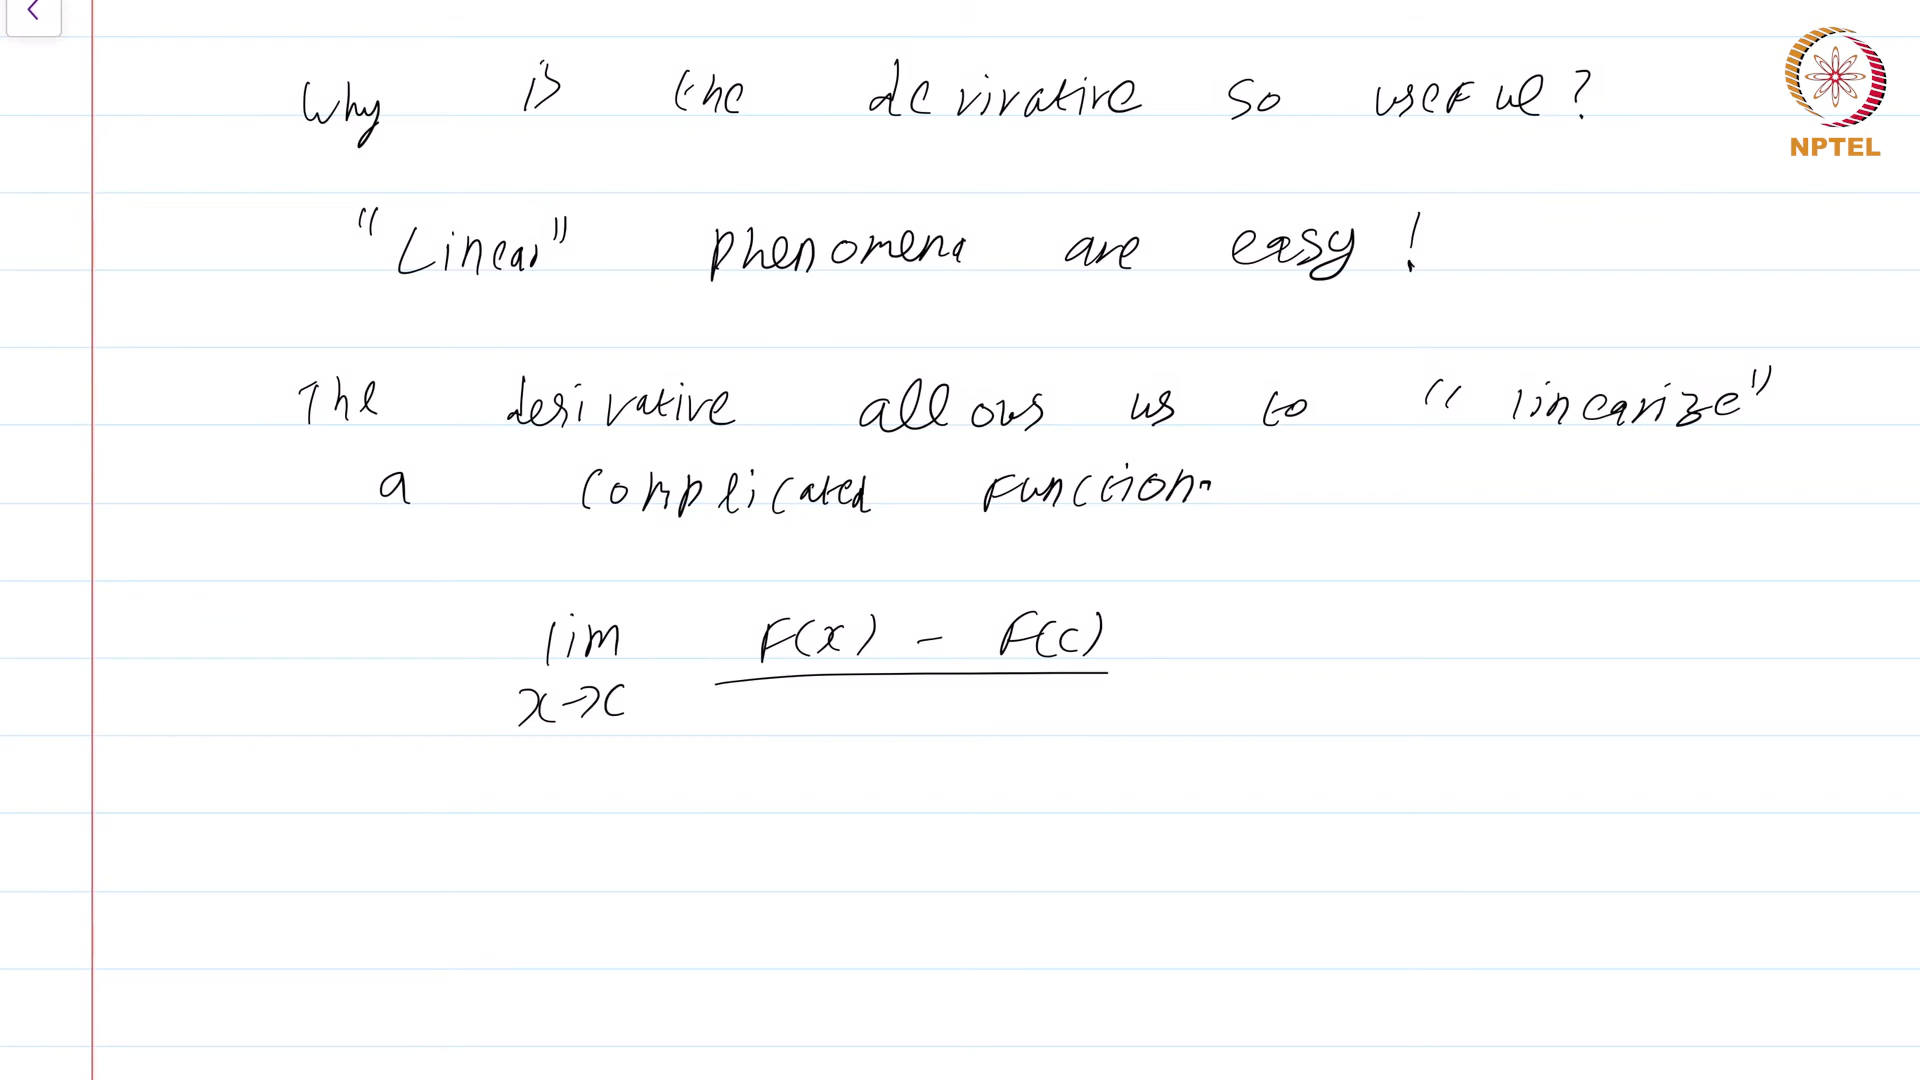 Why is the derivative so useful?
NPTEL
"Linear" phenomena are easy!
The derivative allows us to "linearize"
a complicated function.
lim F(x) - F(c)
x→c